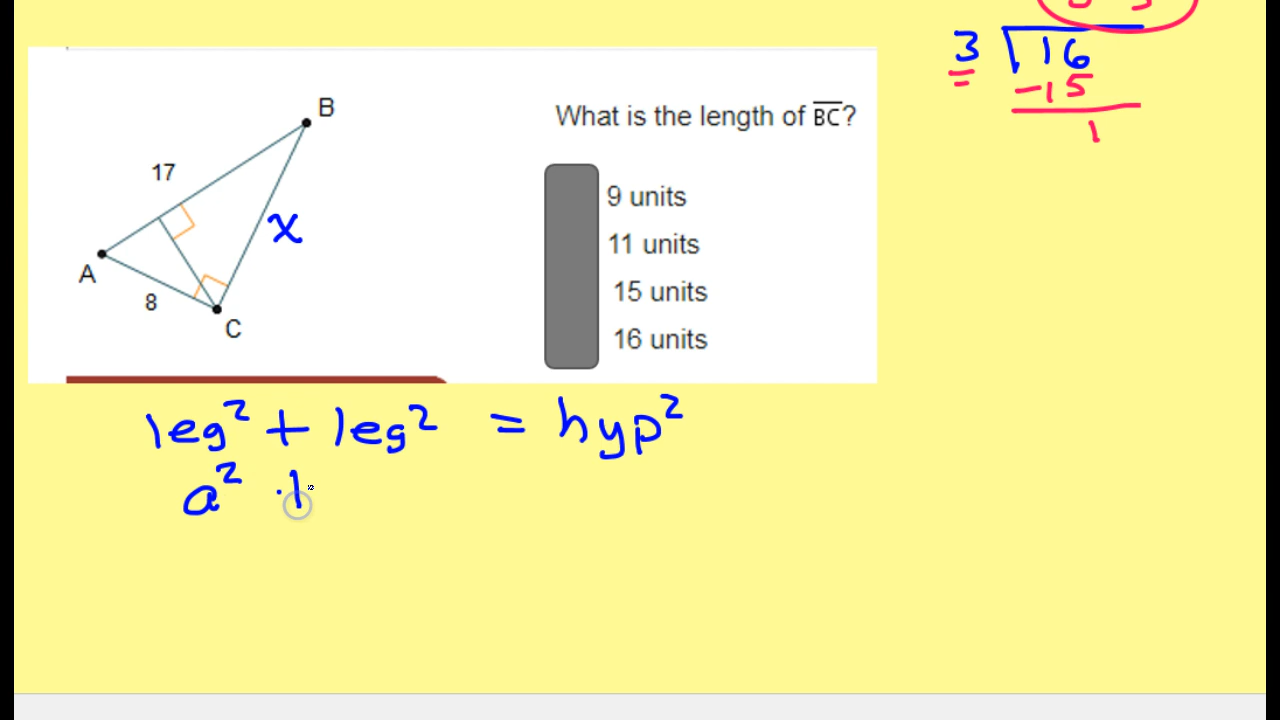 3 16
-15
1
B
17
A
8
C
x
What is the length of BC?
9 units
11 units
15 units
16 units
leg² + leg² = hyp²
a²